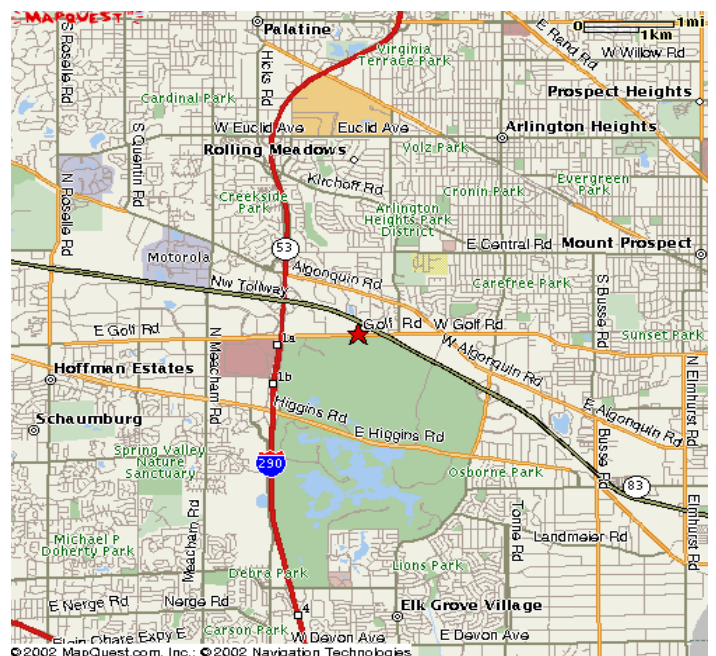 MAPQUEST
Palatine
0 1mi
1km
E Rand Rd
W Willow Rd
S Roselle Rd
Hicks Rd
Virginia
Terrace Park
Cardinal Park
Prospect Heights
S Quentin Rd
W Euclid Ave
Euclid Ave
Arlington Heights
Rolling Meadows
Volz Park
Kirchoff Rd
Cronin Park
Evergreen
Park
N Roselle Rd
Creekside
Park
Arlington
Heights Park
District
53
E Central Rd
Mount Prospect
Motorola
Algonquin Rd
Nw Tollway
Carefree Park
S Busse Rd
E Golf Rd
Golf Rd
W Golf Rd
Sunset Park
N Meacham Rd
1a
W Algonquin Rd
N Elmhurst Rd
Hoffman Estates
1b
Higgins Rd
E Algonquin Rd
Schaumburg
E Higgins Rd
Busse Rd
Spring Valley
Nature
Sanctuary
290
Osborne Park
83
Elmhurst Rd
Meacham Rd
Tonne Rd
Landmeier Rd
Michael P
Doherty Park
Debra Park
Lions Park
E Nerge Rd
Nerge Rd
4
Elk Grove Village
Carson Park
Elgin Ohare Expy E
W Devon Ave
E Devon Ave
©2002 MapQuest.com, Inc.; ©2002 Navigation Technologies